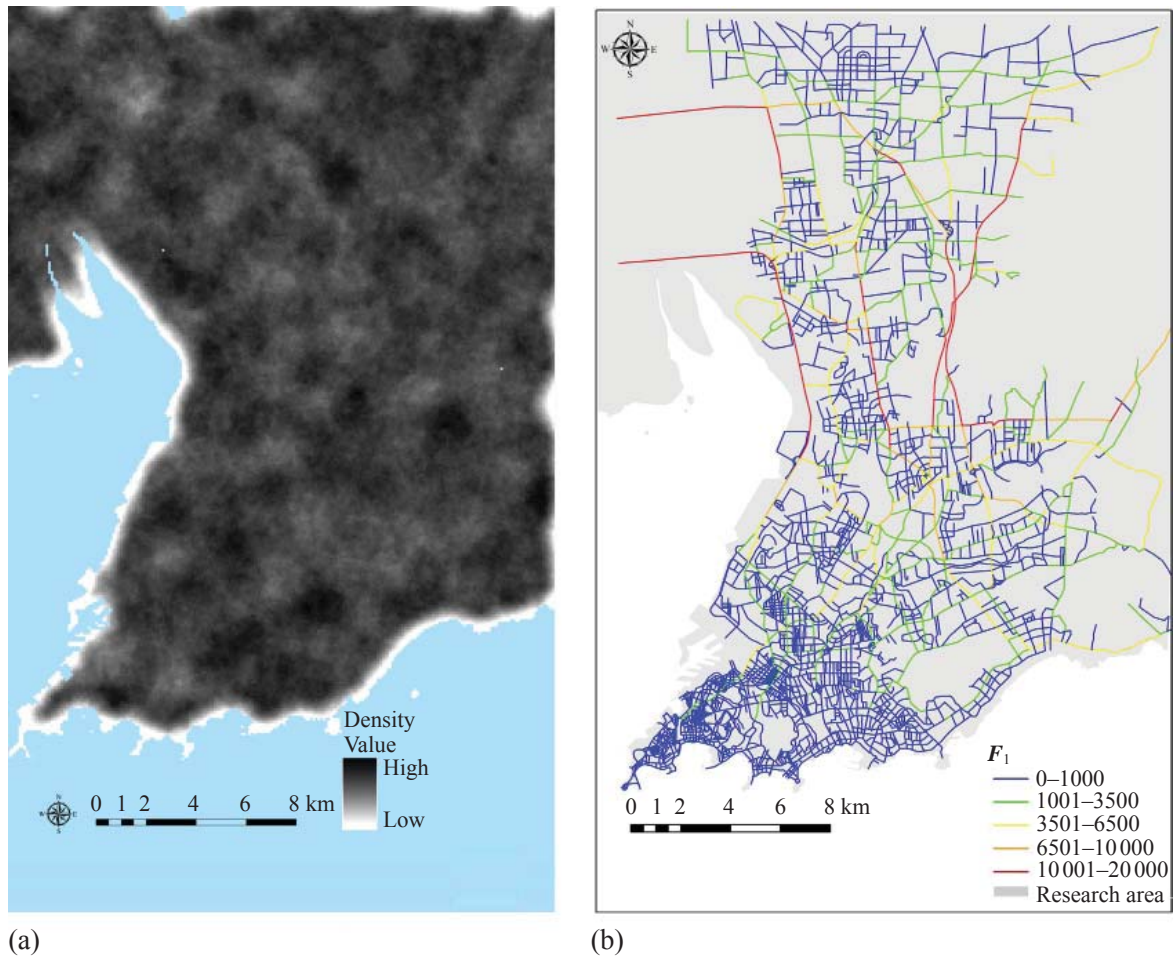 N
W E
S
Density
Value
High
Low
0 1 2 4 6 8 km
N
W E
S
0 1 2 4 6 8 km
F1
0–1000
1001–3500
3501–6500
6501–10 000
10 001–20 000
Research area
(a)
(b)